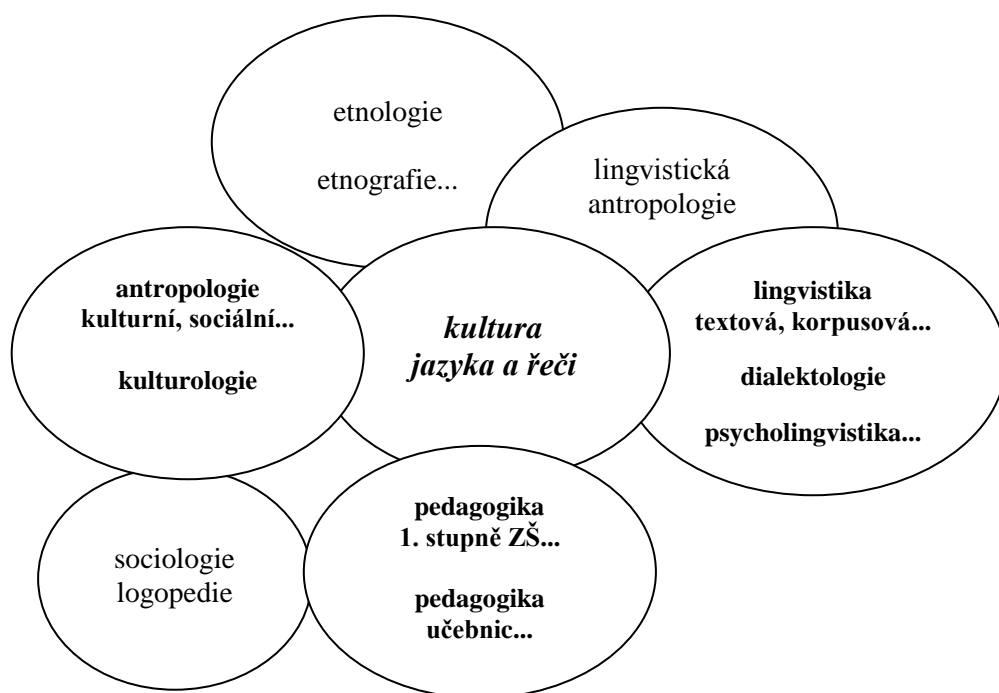 etnologie
etnografie...
lingvistická
antropologie
antropologie
kulturní, sociální...
kulturologie
kultura
jazyka a řeči
lingvistika
textová, korpusová...
dialektologie
psycholingvistika...
sociologie
logopedie
pedagogika
1. stupně ZŠ...
pedagogika
učebnic...